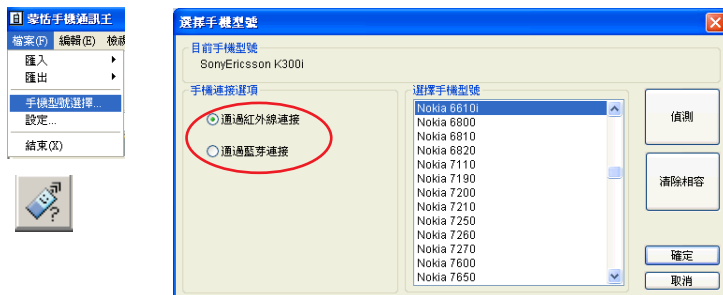 蒙恬手機通訊王
檔案(F) 編輯(E) 檢視
匯入
匯出
手機型號選擇...
設定...
結束(X)
選擇手機型號
目前手機型號
SonyEricsson K300i
手機連接選項
通過紅外線連接
通過藍芽連接
選擇手機型號
Nokia 6610i
Nokia 6800
Nokia 6810
Nokia 6820
Nokia 7110
Nokia 7190
Nokia 7200
Nokia 7210
Nokia 7250
Nokia 7260
Nokia 7270
Nokia 7600
Nokia 7650
偵測
清除相容
確定
取消